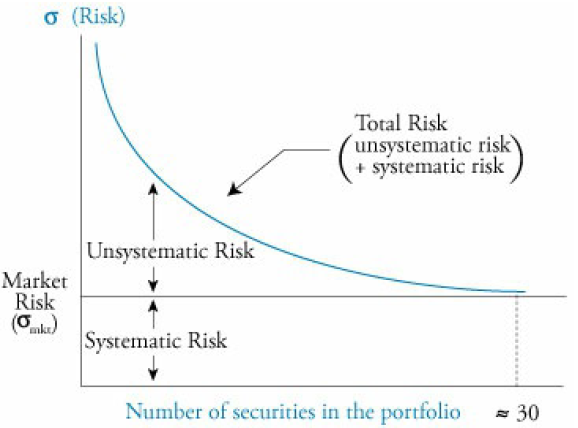 σ (Risk)
Total Risk
(unsystematic risk
+ systematic risk)
Unsystematic Risk
Market
Risk
(σmkt)
Systematic Risk
Number of securities in the portfolio ≈ 30